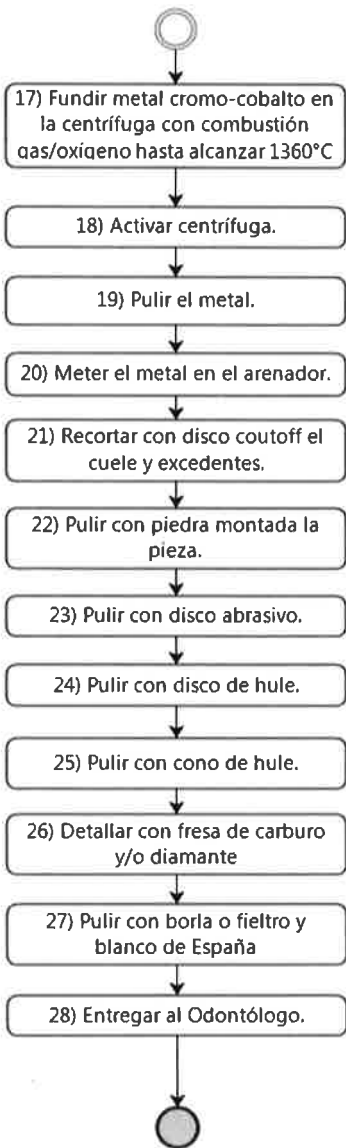 17) Fundir metal cromo-cobalto en
la centrífuga con combustión
gas/oxígeno hasta alcanzar 1360°C
18) Activar centrífuga.
19) Pulir el metal.
20) Meter el metal en el arenador.
21) Recortar con disco coutoff el
cuele y excedentes.
22) Pulir con piedra montada la
pieza.
23) Pulir con disco abrasivo.
24) Pulir con disco de hule.
25) Pulir con cono de hule.
26) Detallar con fresa de carburo
y/o diamante
27) Pulir con borla o fieltro y
blanco de España
28) Entregar al Odontólogo.